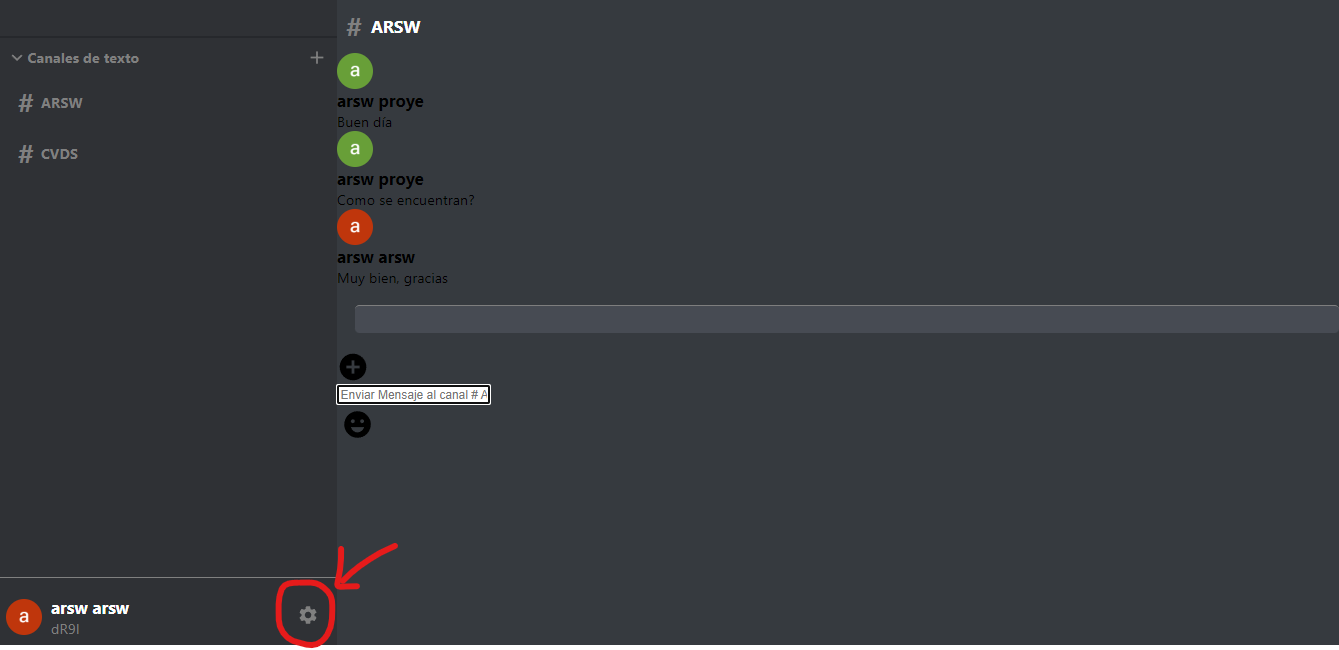 Canales de texto
# ARSW
# CVDS
a
arsw arsw
dR9I
# ARSW
a
arsw proye
Buen día
a
arsw proye
Como se encuentran?
a
arsw arsw
Muy bien, gracias
Enviar Mensaje al canal # A